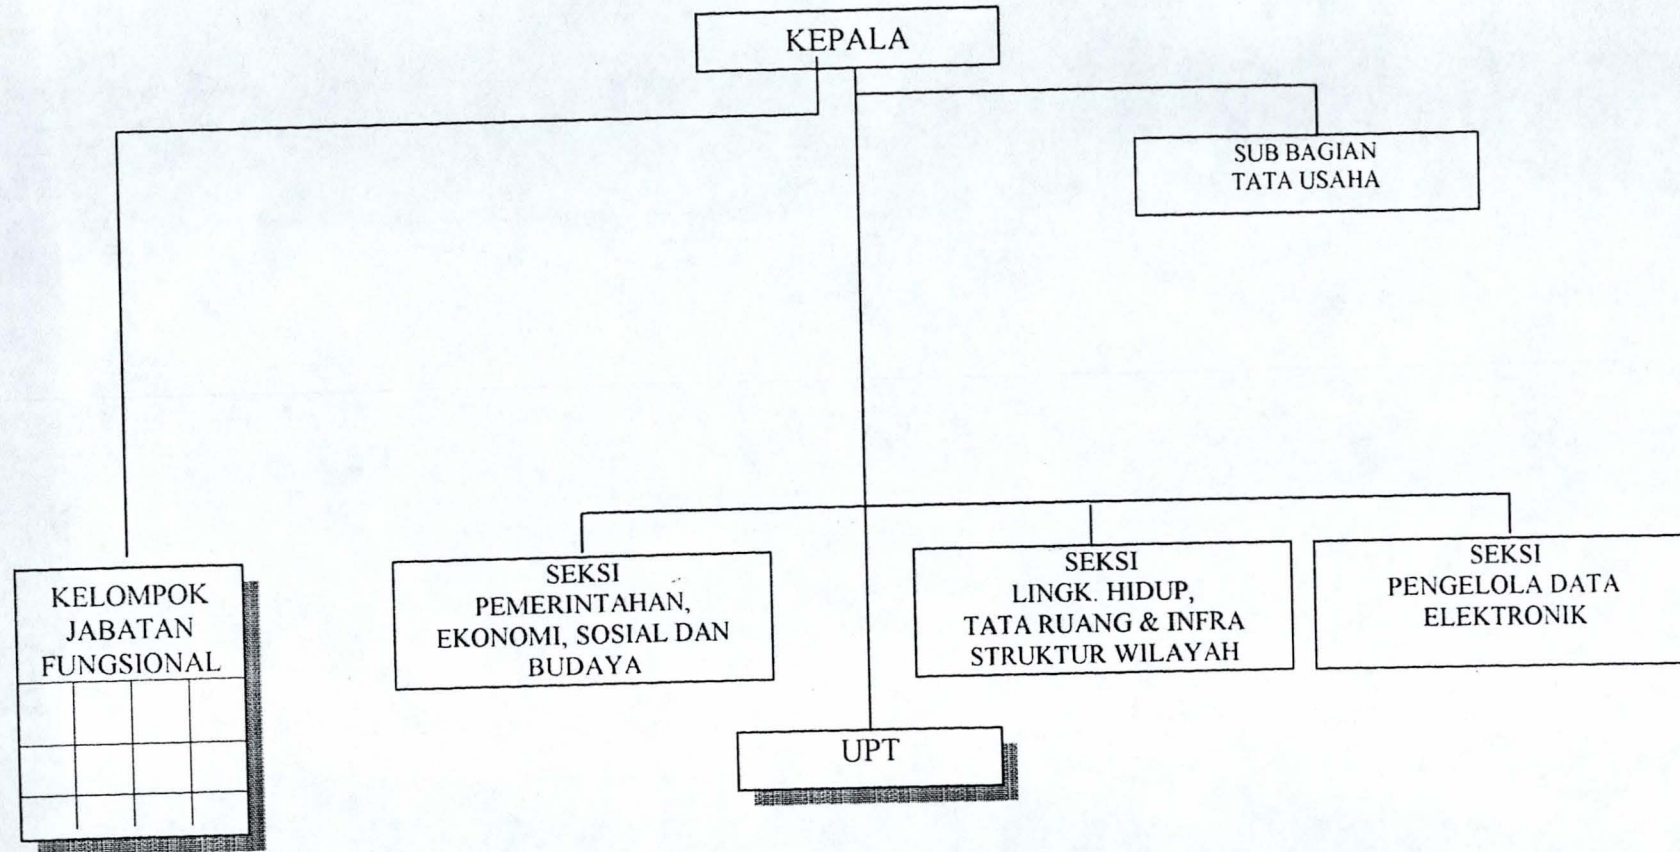 KEPALA
SUB BAGIAN
TATA USAHA
KELOMPOK
JABATAN
FUNGSIONAL
SEKSI
PEMERINTAHAN,
EKONOMI, SOSIAL DAN
BUDAYA
SEKSI
LINGK. HIDUP,
TATA RUANG & INFRA
STRUKTUR WILAYAH
SEKSI
PENGELOLA DATA
ELEKTRONIK
UPT